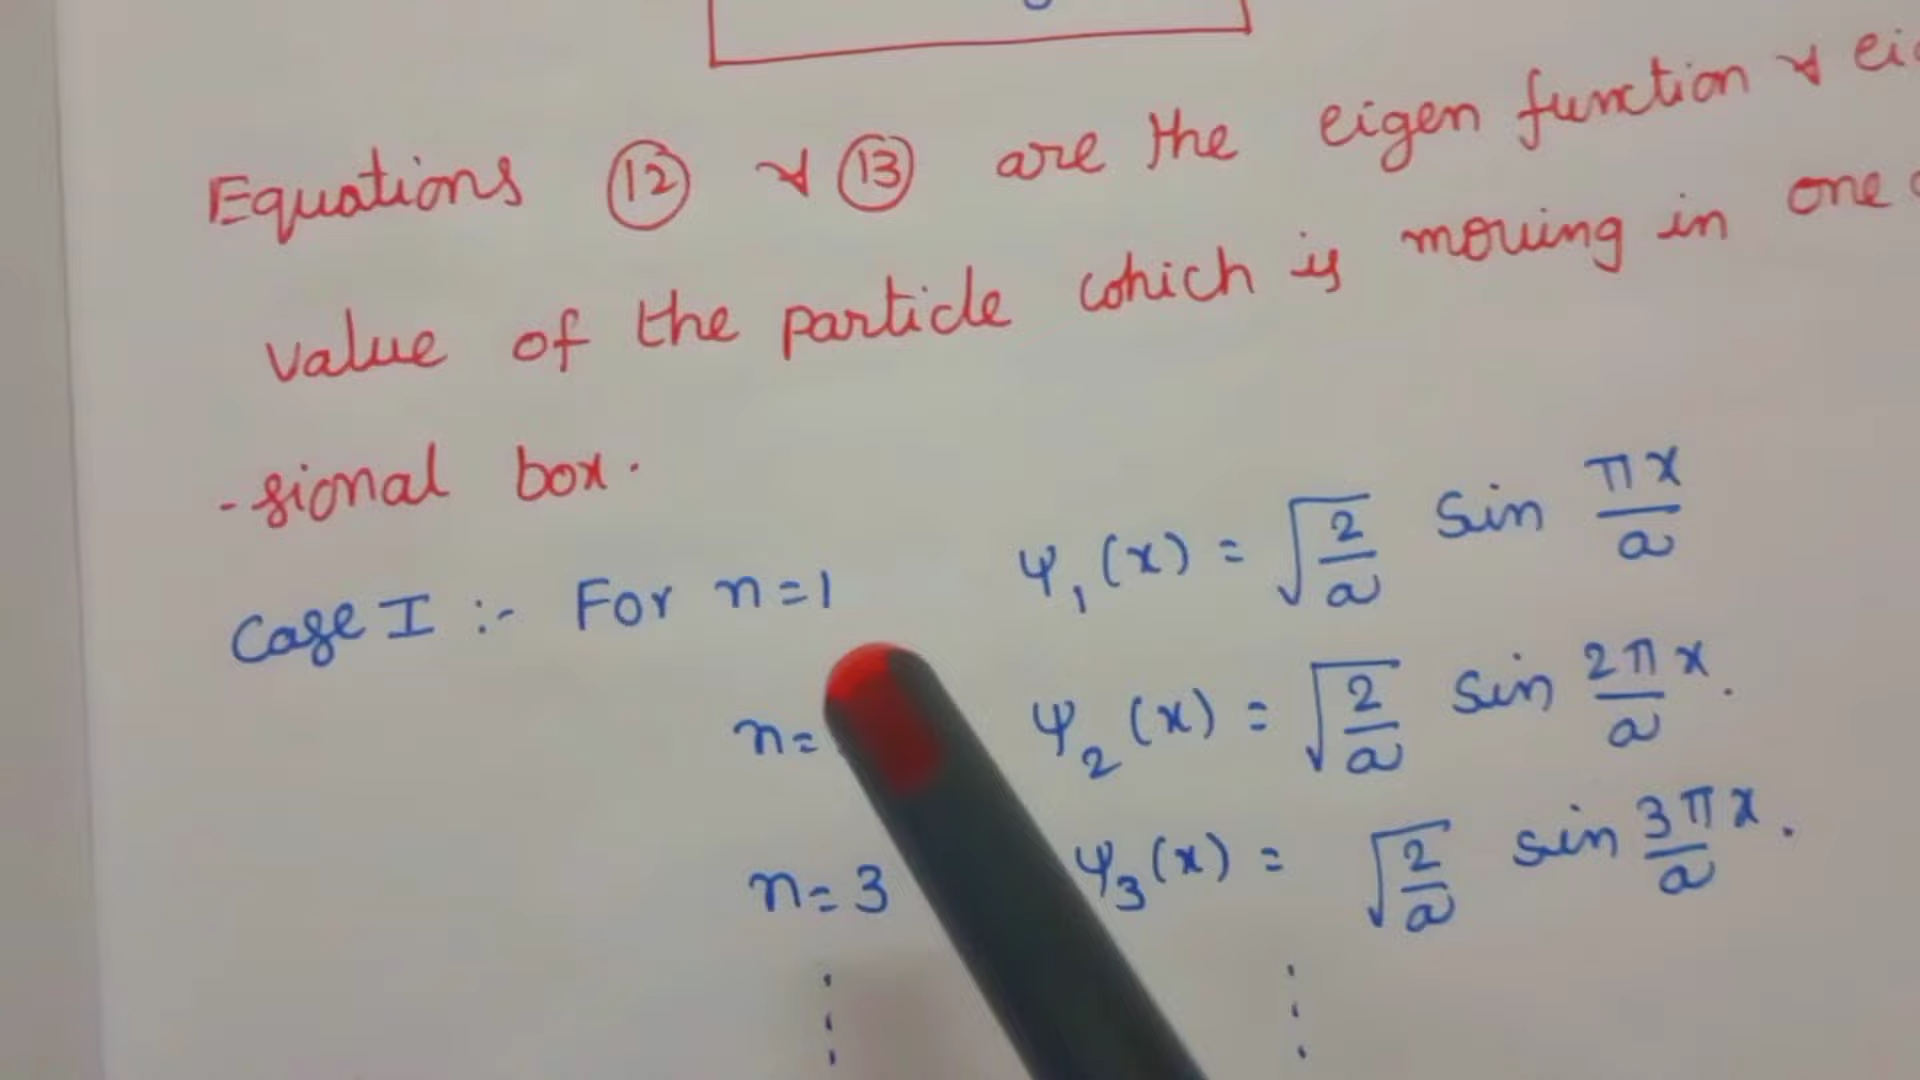 Equations ⑫ & ⑬ are the eigen function &
value of the particle which is moving in one
-sional box.
Case I :- For n=1 ψ₁(x) = √(2/a) sin πx/a
n= ψ₂(x) = √(2/a) sin 2πx/a.
n=3 ψ₃(x) = √(2/a) sin 3πx/a.